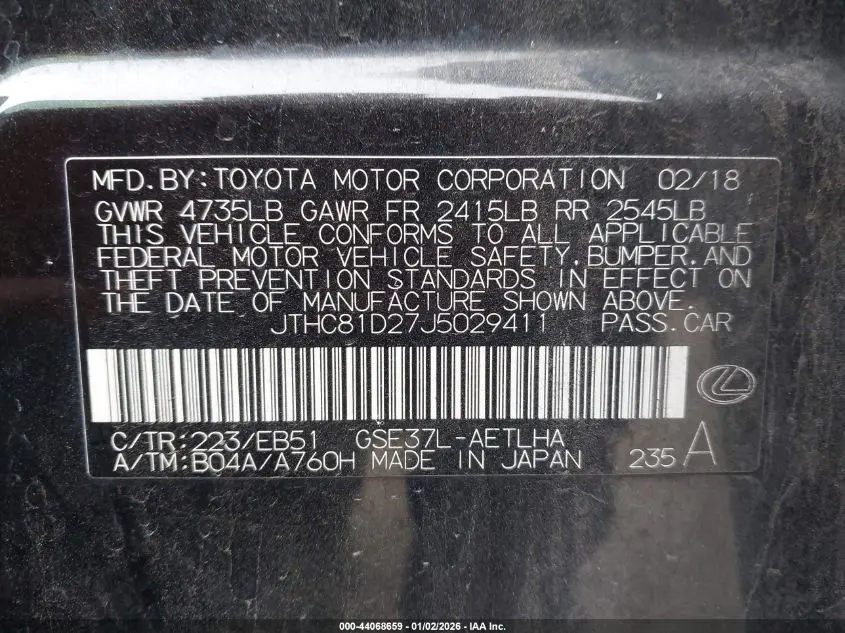 MFD.BY:TOYOTA MOTOR CORPORATION 02/18
GVWR 4735LB GAWR FR 2415LB RR 2545LB
THIS VEHICLE CONFORMS TO ALL APPLICABLE
FEDERAL MOTOR VEHICLE SAFETY,BUMPER,AND
THEFT PREVENTION STANDARDS IN EFFECT ON
THE DATE OF MANUFACTURE SHOWN ABOVE.
JTHC81D27J5029411 PASS.CAR
C/TR:223/EB51 GSE37L-AETLHA
A/TM:B04A/A760H MADE IN JAPAN 235 A
000-44068659 - 01/02/2026 - IAA Inc.